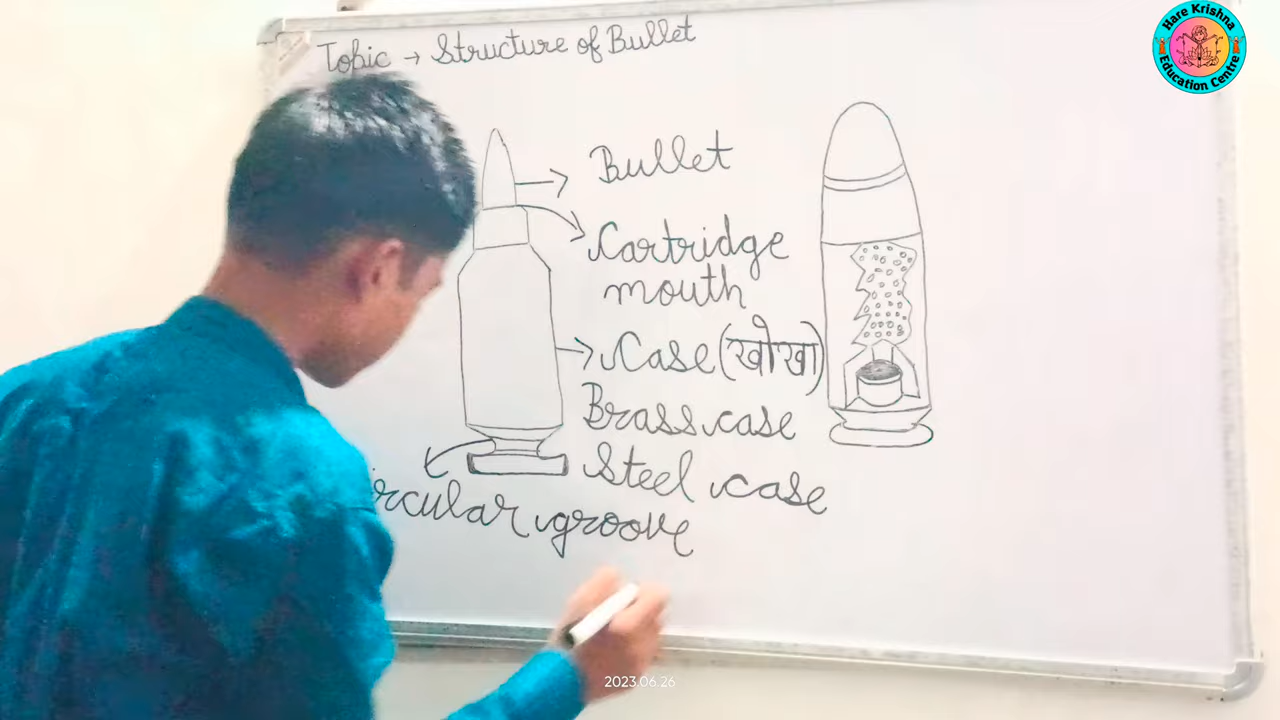 Topic → Structure of Bullet
Bullet
Cartridge
mouth
Case (खोखा)
Brass case
Steel case
groove
Hare Krishna
Education Centre
2023.06.26